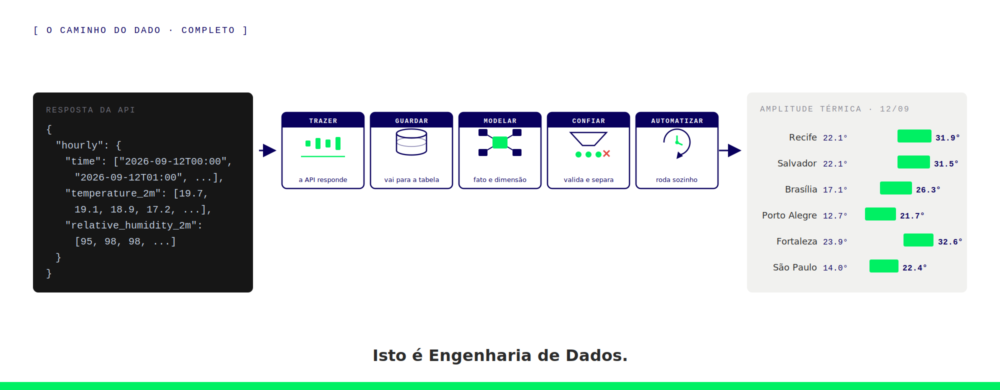 [ O CAMINHO DO DADO · COMPLETO ]
RESPOSTA DA API
{
"hourly": {
"time": ["2026-09-12T00:00",
"2026-09-12T01:00", ...],
"temperature_2m": [19.7,
19.1, 18.9, 17.2, ...],
"relative_humidity_2m":
[95, 98, 98, ...]
}
}
TRAZER
a API responde
GUARDAR
vai para a tabela
MODELAR
fato e dimensão
CONFIAR
valida e separa
AUTOMATIZAR
roda sozinho
AMPLITUDE TÉRMICA · 12/09
Recife 22.1° 31.9°
Salvador 22.1° 31.5°
Brasília 17.1° 26.3°
Porto Alegre 12.7° 21.7°
Fortaleza 23.9° 32.6°
São Paulo 14.0° 22.4°
Isto é Engenharia de Dados.